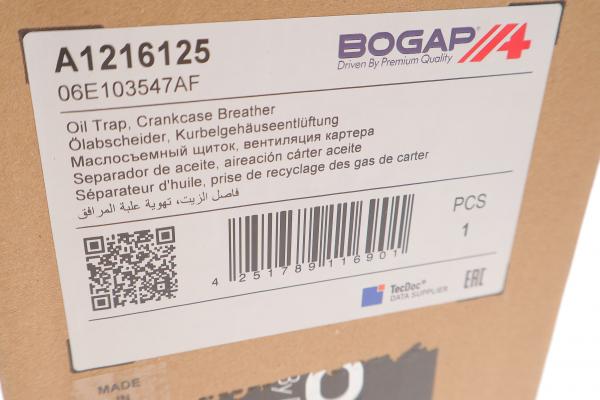 A1216125
BOGAP
Driven By Premium Quality
06E103547AF
Oil Trap, Crankcase Breather
Ölabscheider, Kurbelgehäuseentlüftung
Маслосъемный щиток, вентиляция картера
Separador de aceite, aireación cárter aceite
Séparateur d'huile, prise de recyclage des gas de carter
فاصل الزيت، تهوية علبة المرافق
PCS
1
4 251789 116901
TecDoc®
DATA SUPPLIER
EAC
MADE
IN